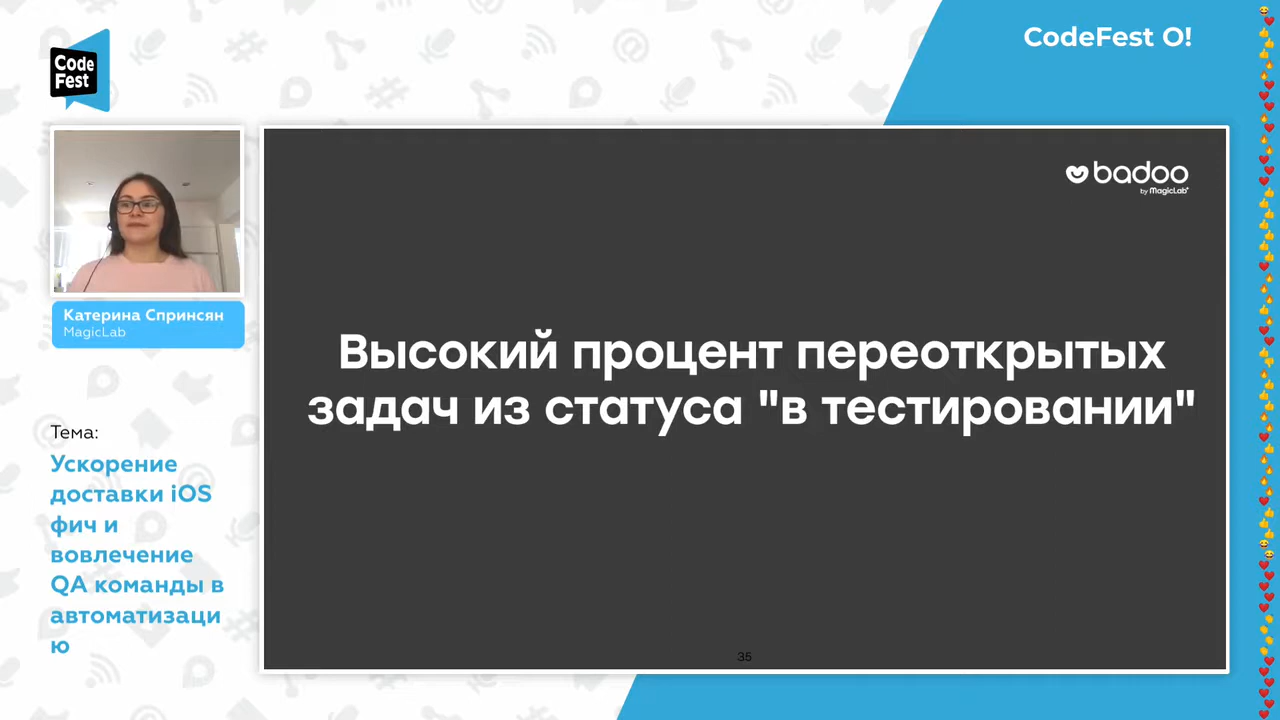 Code
Fest
CodeFest O!
badoo
by MagicLab
Катерина Спринсян
MagicLab
Высокий процент переоткрытых
задач из статуса "в тестировании"
Тема:
Ускорение
доставки iOS
фич и
вовлечение
QA команды в
автоматизаци
ю
35